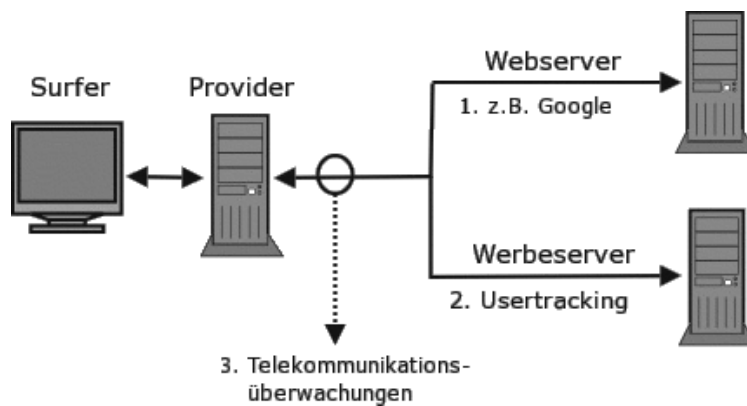 Surfer
Provider
Webserver
1. z.B. Google
Werbeserver
2. Usertracking
3. Telekommunikations-
überwachungen